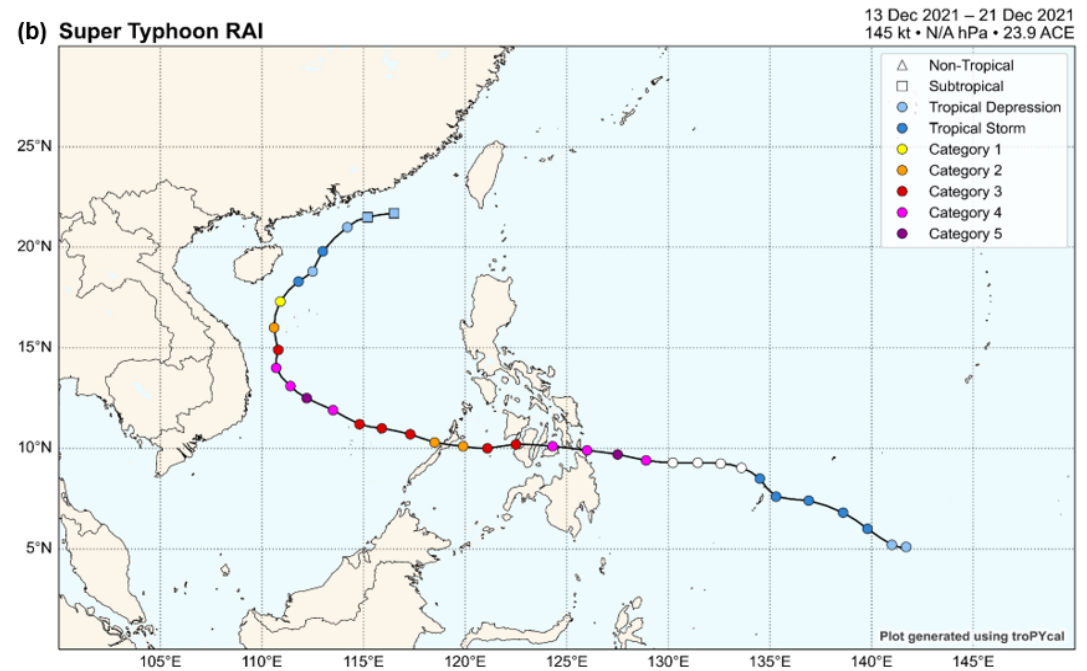 (b) Super Typhoon RAI
13 Dec 2021 – 21 Dec 2021
145 kt • N/A hPa • 23.9 ACE
Non-Tropical
Subtropical
Tropical Depression
Tropical Storm
Category 1
Category 2
Category 3
Category 4
Category 5
25°N
20°N
15°N
10°N
5°N
Plot generated using troPYcal
105°E 110°E 115°E 120°E 125°E 130°E 135°E 140°E 145°E